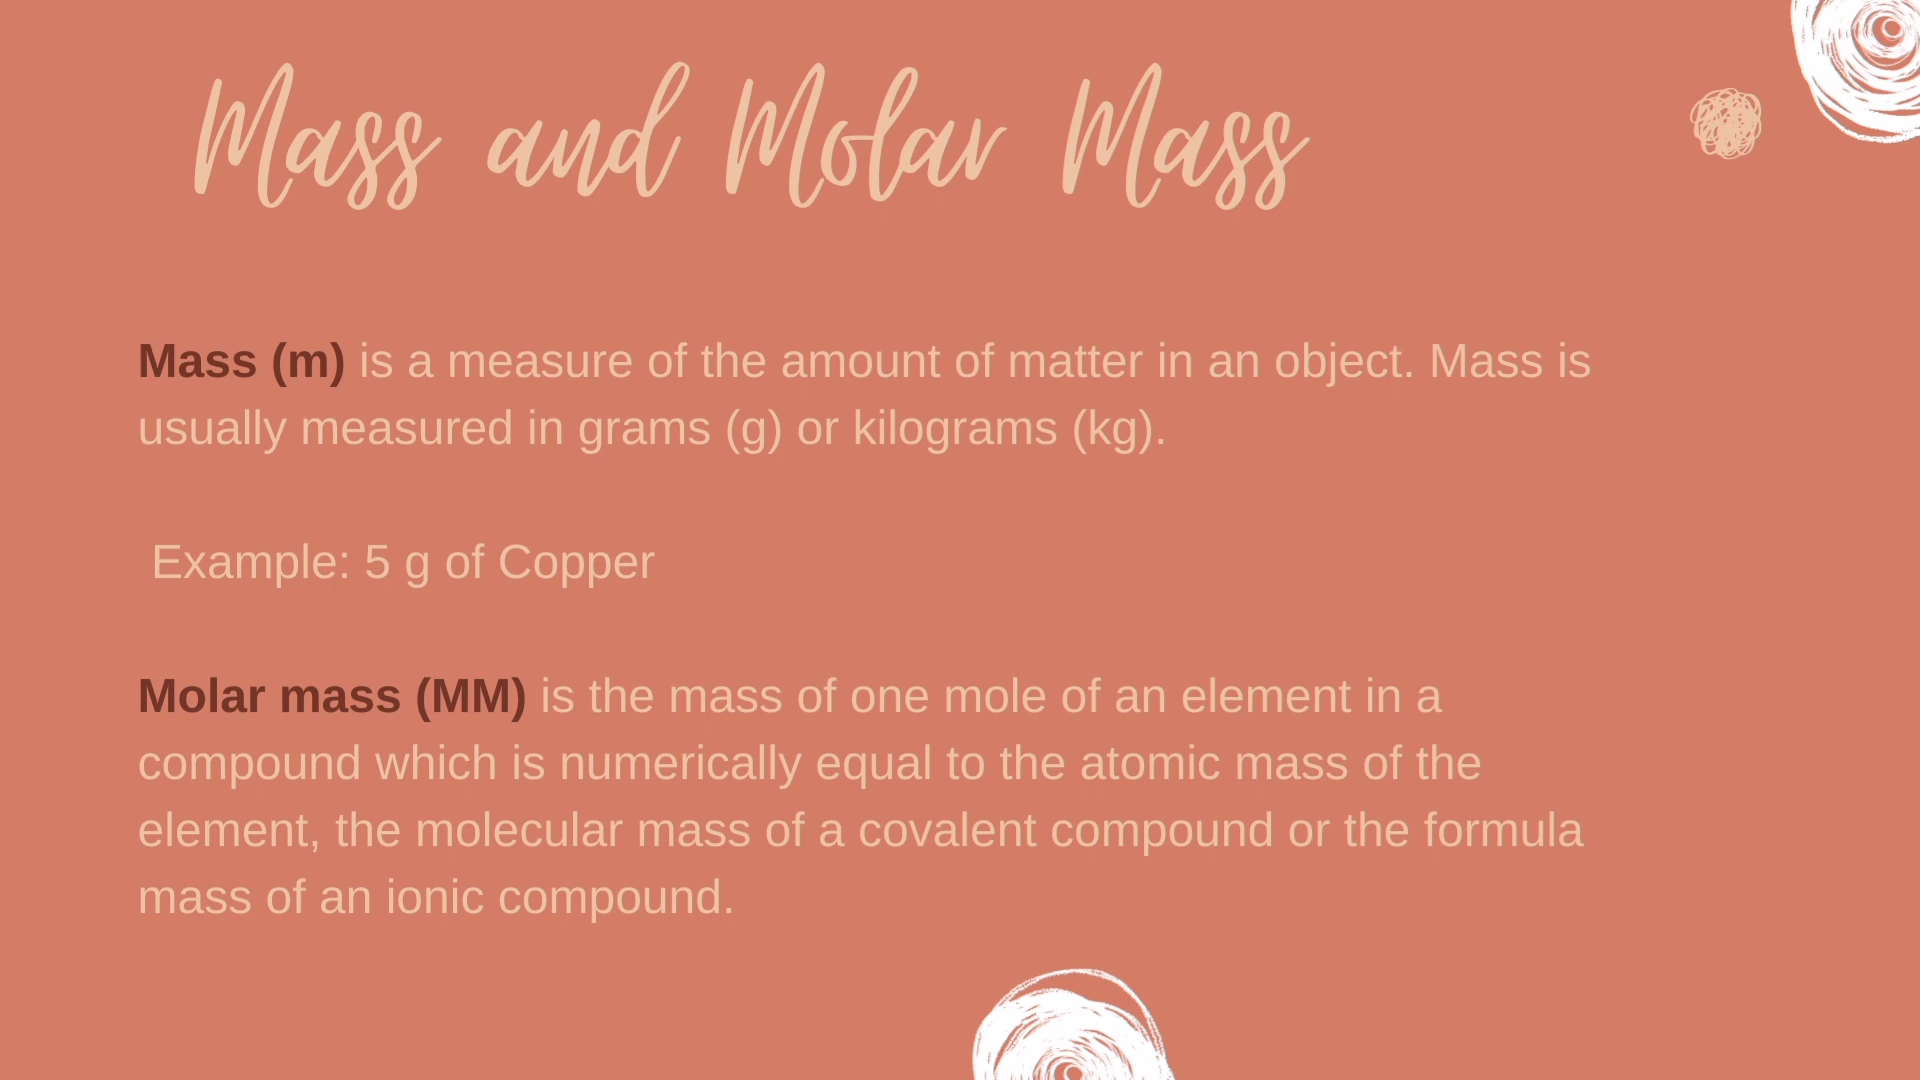 Mass and Molar Mass
Mass (m) is a measure of the amount of matter in an object. Mass is
usually measured in grams (g) or kilograms (kg).
Example: 5 g of Copper
Molar mass (MM) is the mass of one mole of an element in a
compound which is numerically equal to the atomic mass of the
element, the molecular mass of a covalent compound or the formula
mass of an ionic compound.